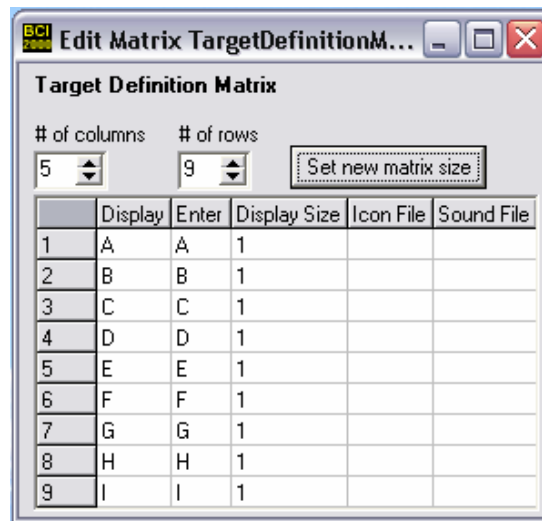 BCI 2000 Edit Matrix TargetDefinitionM...
Target Definition Matrix
# of columns # of rows
5 9 Set new matrix size
Display Enter Display Size Icon File Sound File
1 A A 1
2 B B 1
3 C C 1
4 D D 1
5 E E 1
6 F F 1
7 G G 1
8 H H 1
9 I I 1